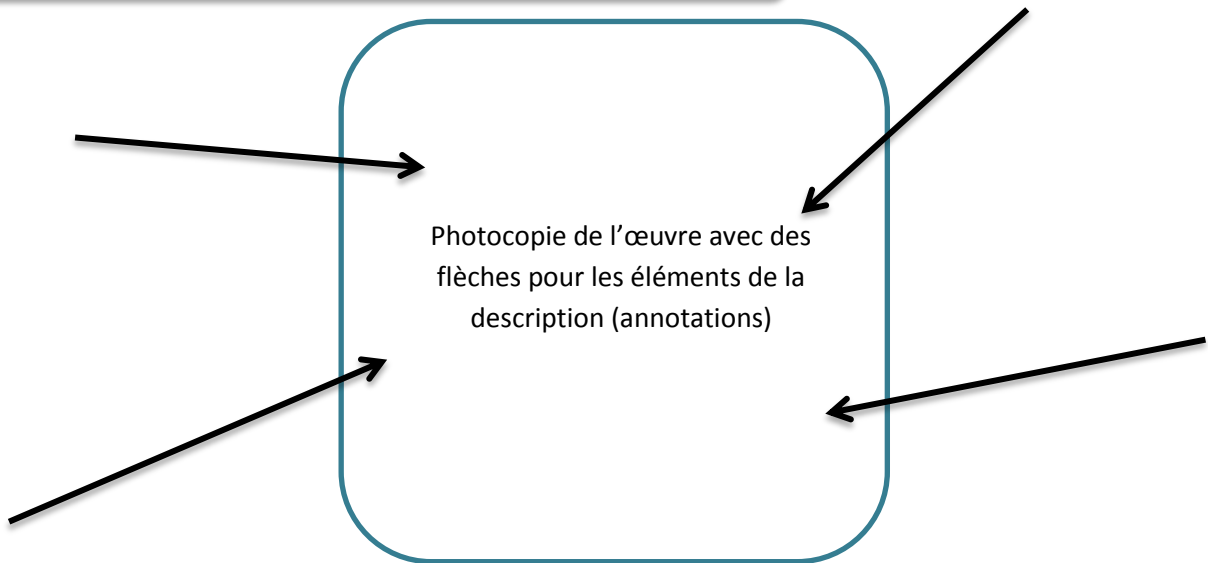 Photocopie de l’œuvre avec des
flèches pour les éléments de la
description (annotations)